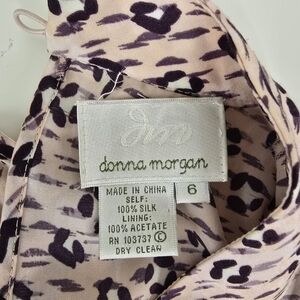 dm
donna morgan
MADE IN CHINA
6
SELF:
100% SILK
LINING:
100% ACETATE
RN 103737 ©
DRY CLEAN